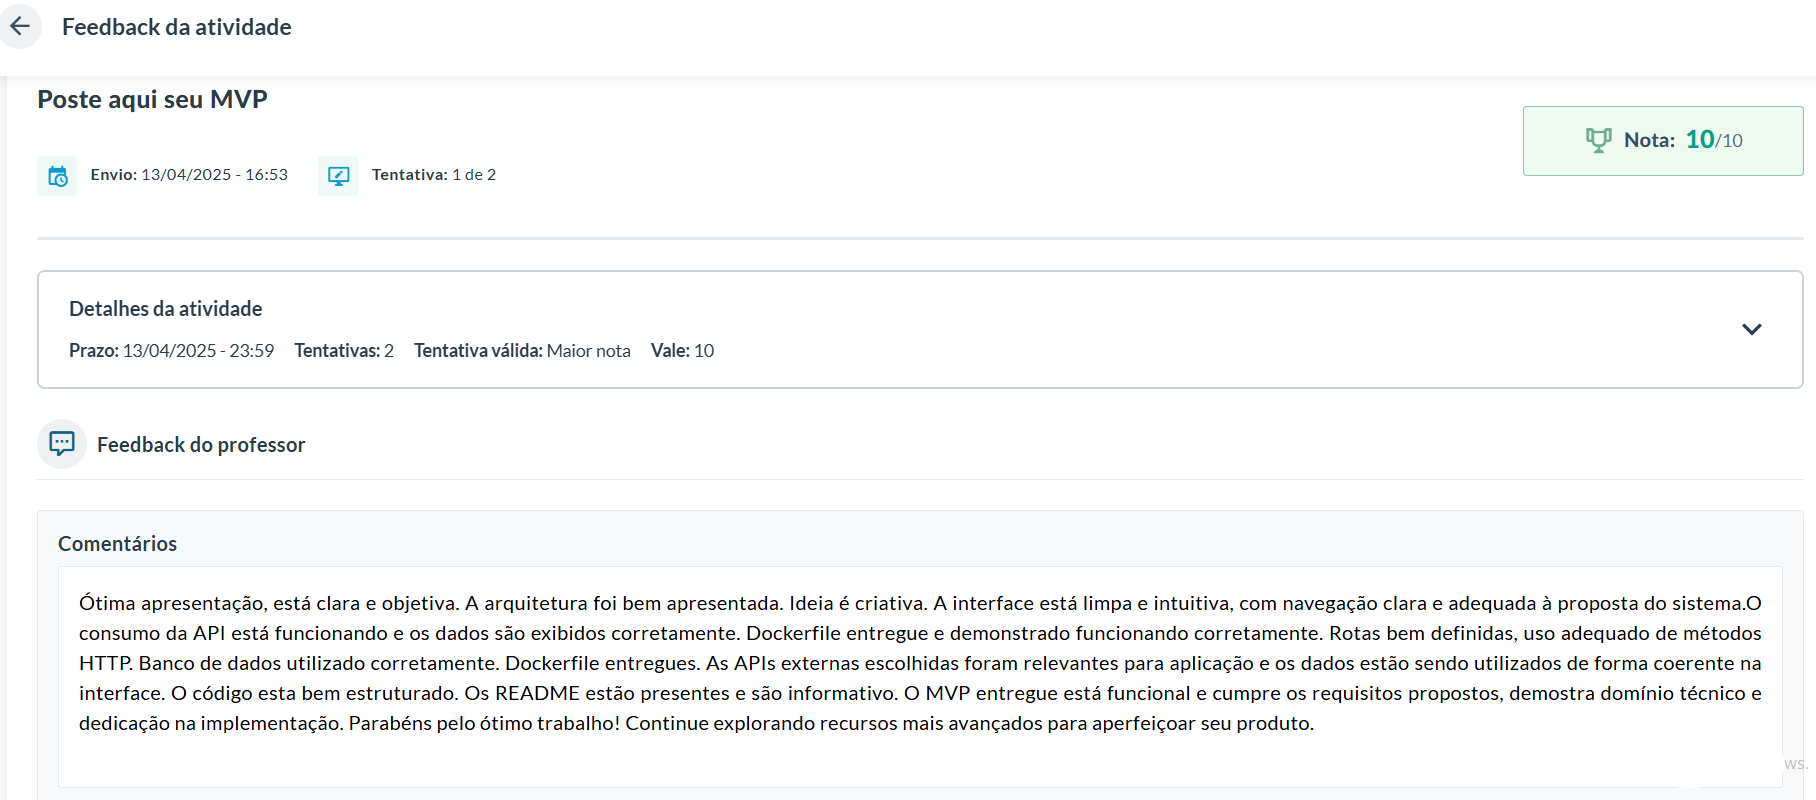 Feedback da atividade
Poste aqui seu MVP
Nota: 10/10
Envio: 13/04/2025 - 16:53 Tentativa: 1 de 2
Detalhes da atividade
Prazo: 13/04/2025 - 23:59 Tentativas: 2 Tentativa válida: Maior nota Vale: 10
Feedback do professor
Comentários
Ótima apresentação, está clara e objetiva. A arquitetura foi bem apresentada. Ideia é criativa. A interface está limpa e intuitiva, com navegação clara e adequada à proposta do sistema.O
consumo da API está funcionando e os dados são exibidos corretamente. Dockerfile entregue e demonstrado funcionando corretamente. Rotas bem definidas, uso adequado de métodos
HTTP. Banco de dados utilizado corretamente. Dockerfile entregues. As APIs externas escolhidas foram relevantes para aplicação e os dados estão sendo utilizados de forma coerente na
interface. O código esta bem estruturado. Os README estão presentes e são informativo. O MVP entregue está funcional e cumpre os requisitos propostos, demostra domínio técnico e
dedicação na implementação. Parabéns pelo ótimo trabalho! Continue explorando recursos mais avançados para aperfeiçoar seu produto.
ws.